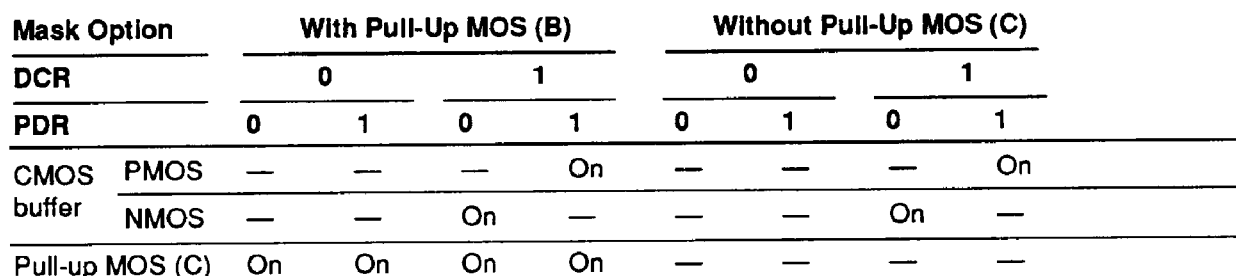 Mask Option With Pull-Up MOS (B) Without Pull-Up MOS (C)
DCR 0 1 0 1
PDR 0 1 0 1 0 1 0 1
CMOS buffer PMOS — — — On — — — On
NMOS — — On — — — On —
Pull-up MOS (C) On On On On — — — —